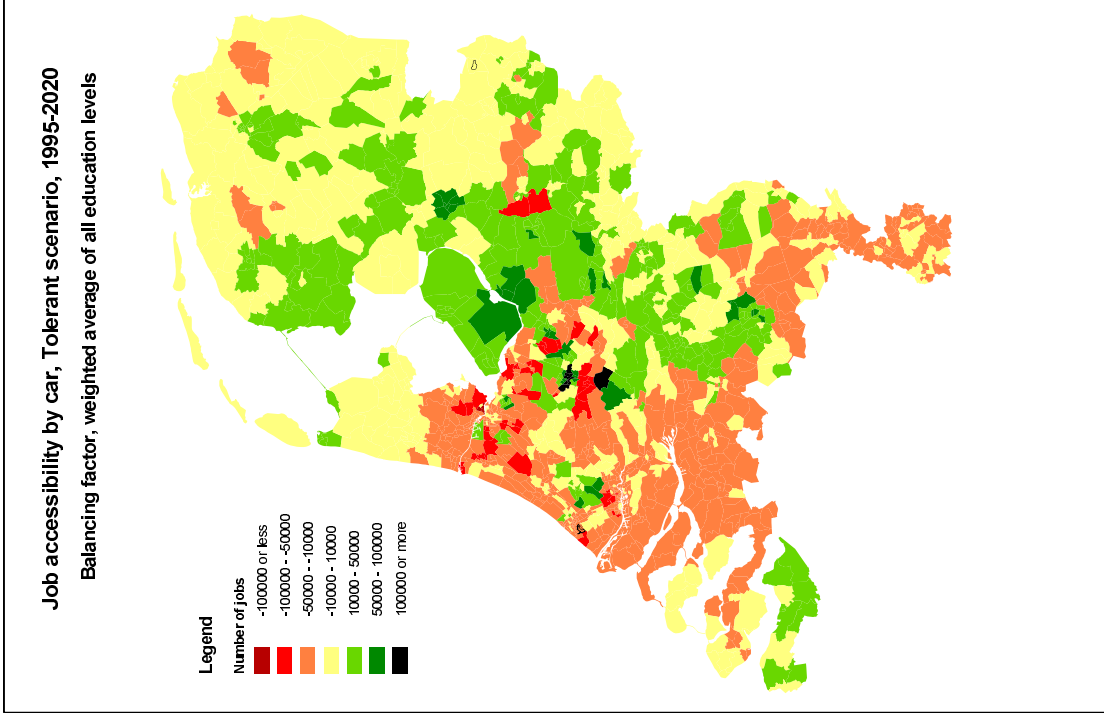 Job accessibility by car, Tolerant scenario, 1995-2020
Balancing factor, weighted average of all education levels
Legend
Number of jobs
-100000 or less
-100000 - -50000
-50000 - -10000
-10000 - 10000
10000 - 50000
50000 - 100000
100000 or more